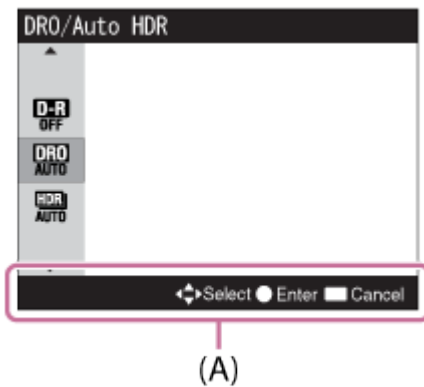 DRO/Auto HDR
D-R
OFF
DRO
AUTO
HDR
AUTO
Select Enter Cancel
(A)